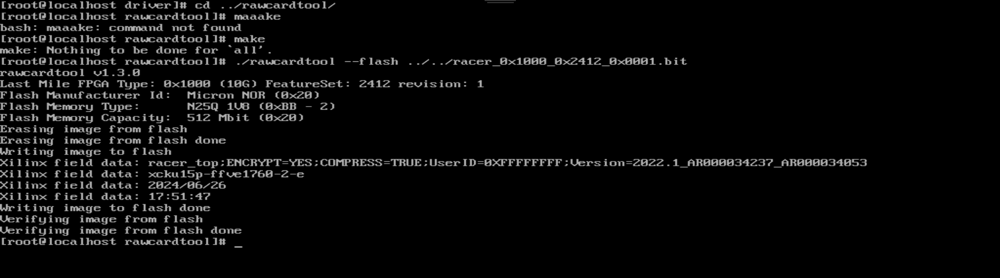 [root@localhost driver]# cd ../rawcardtool/
[root@localhost rawcardtool]# maaake
bash: maaake: command not found
[root@localhost rawcardtool]# make
make: Nothing to be done for `all'.
[root@localhost rawcardtool]# ./rawcardtool --flash ../../racer_0x1000_0x2412_0x0001.bit
rawcardtool v1.3.0
Last Mile FPGA Type: 0x1000 (10G) FeatureSet: 2412 revision: 1
Flash Manufacturer Id:  Micron NOR (0x20)
Flash Memory Type:      N25Q 1V8 (0xBB - 2)
Flash Memory Capacity:  512 Mbit (0x20)
Erasing image from flash
Erasing image from flash done
Writing image to flash
Xilinx field data: racer_top;ENCRYPT=YES;COMPRESS=TRUE;UserID=0XFFFFFFFF;Version=2022.1_AR000034237_AR000034053
Xilinx field data: xcku15p-ffve1760-2-e
Xilinx field data: 2024/06/26
Xilinx field data: 17:51:47
Writing image to flash done
Verifying image from flash
Verifying image from flash done
[root@localhost rawcardtool]# _